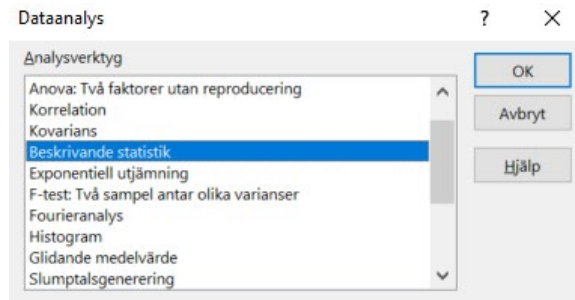 Dataanalys ?
Analysverktyg
OK
Anova: Två faktorer utan reproducering
Korrelation
Kovarians
Avbryt
Beskrivande statistik
Exponentiell utjämning
Hjälp
F-test: Två sampel antar olika varianser
Fourieranalys
Histogram
Glidande medelvärde
Slumptalsgenerering